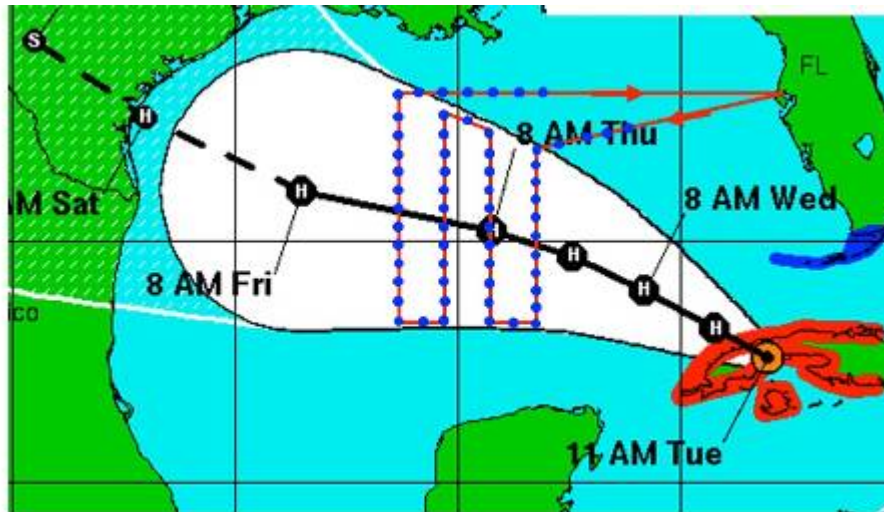 S
FL
H
8 AM Thu
AM Sat
H
8 AM Wed
H
H
8 AM Fri
H
H
ico
11 AM Tue